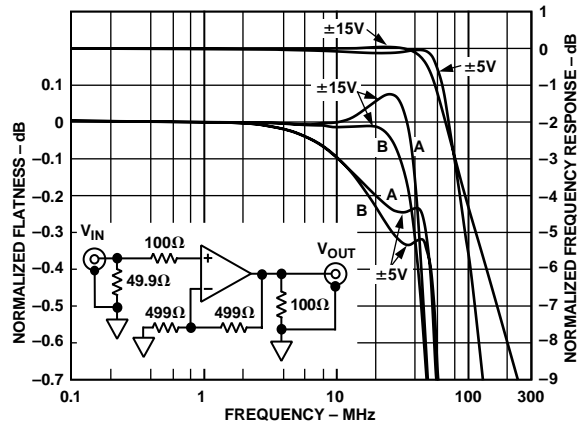 NORMALIZED FLATNESS – dB
0.1
0
–0.1
–0.2
–0.3
–0.4
–0.5
–0.6
–0.7
±15V
±5V
±15V
B
A
A
B
±5V
VIN
100Ω
49.9Ω
+
–
499Ω
499Ω
VOUT
100Ω
1
0
–1
–2
–3
–4
–5
–6
–7
–8
–9
NORMALIZED FREQUENCY RESPONSE – dB
0.1
1
10
100
300
FREQUENCY – MHz